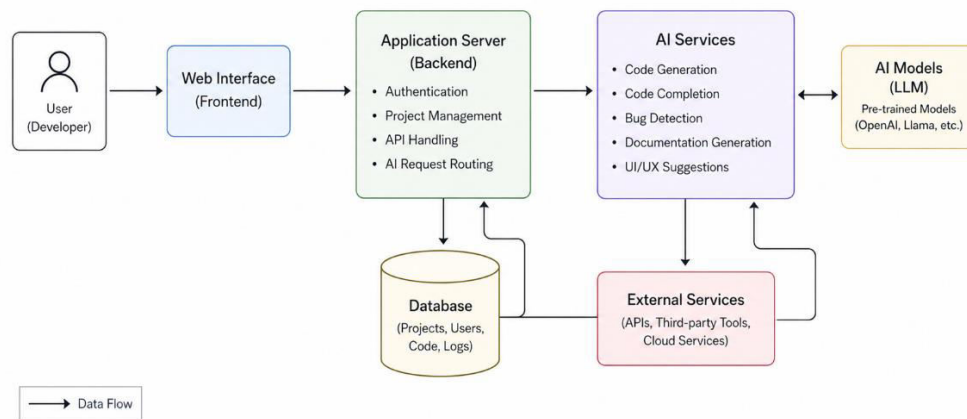 User
(Developer)
Web Interface
(Frontend)
Application Server
(Backend)
• Authentication
• Project Management
• API Handling
• AI Request Routing
AI Services
• Code Generation
• Code Completion
• Bug Detection
• Documentation Generation
• UI/UX Suggestions
AI Models
(LLM)
Pre-trained Models
(OpenAI, Llama, etc.)
Database
(Projects, Users,
Code, Logs)
External Services
(APIs, Third-party Tools,
Cloud Services)
Data Flow